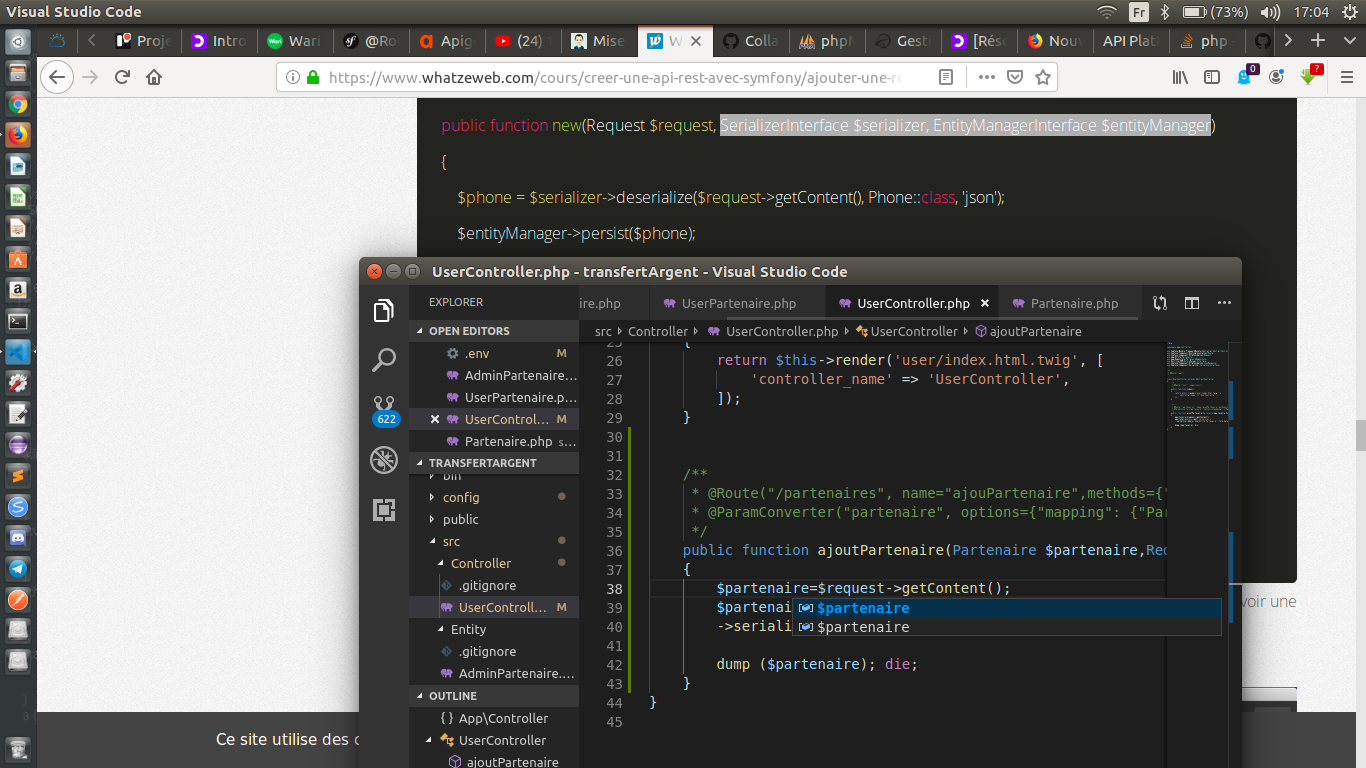 Visual Studio Code
Fr (73%) 17:04
Proje Intro Wari @Ro Apig (24) Mise W Colla phpM Gesti [Rés Nouv API Platf php
https://www.whatzeweb.com/cours/creer-une-api-rest-avec-symfony/ajouter-une-re
0 ?
public function new(Request $request, SerializerInterface $serializer, EntityManagerInterface $entityManager)
{
$phone = $serializer->deserialize($request->getContent(), Phone::class, 'json');
$entityManager->persist($phone);
UserController.php - transfertArgent - Visual Studio Code
EXPLORER
ire.php UserPartenaire.php UserController.php Partenaire.php
OPEN EDITORS
.env M
AdminPartenaire...
UserPartenaire.p...
UserControl... M
Partenaire.php s...
622
TRANSFERTARGENT
bin
config
public
src
Controller
.gitignore
UserControll... M
Entity
.gitignore
AdminPartenaire....
OUTLINE
{ } App\Controller
UserController
ajoutPartenaire
src Controller UserController.php UserController ajoutPartenaire
25 {
26 return $this->render('user/index.html.twig', [
27 'controller_name' => 'UserController',
28 ]);
29 }
30
31
32 /**
33 * @Route("/partenaires", name="ajouPartenaire",methods={"
34 * @ParamConverter("partenaire", options={"mapping": {"Par
35 */
36 public function ajoutPartenaire(Partenaire $partenaire,Req
37 {
38 $partenaire=$request->getContent();
39 $partenai
$partenaire
40 ->seriali
$partenaire
41
42 dump ($partenaire); die;
43 }
44 }
45
voir une
Ce site utilise des c